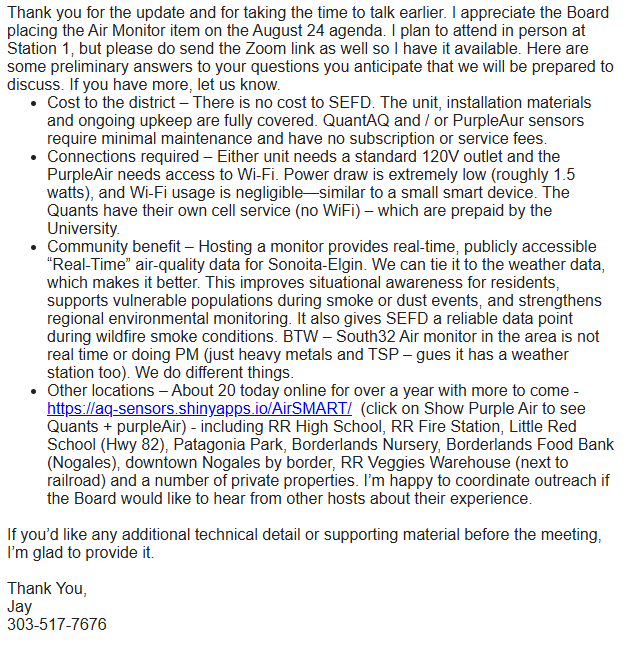 Thank you for the update and for taking the time to talk earlier. I appreciate the Board
placing the Air Monitor item on the August 24 agenda. I plan to attend in person at
Station 1, but please do send the Zoom link as well so I have it available. Here are
some preliminary answers to your questions you anticipate that we will be prepared to
discuss. If you have more, let us know.
• Cost to the district – There is no cost to SEFD. The unit, installation materials
and ongoing upkeep are fully covered. QuantAQ and / or PurpleAur sensors
require minimal maintenance and have no subscription or service fees.
• Connections required – Either unit needs a standard 120V outlet and the
PurpleAir needs access to Wi-Fi. Power draw is extremely low (roughly 1.5
watts), and Wi-Fi usage is negligible—similar to a small smart device. The
Quants have their own cell service (no WiFi) – which are prepaid by the
University.
• Community benefit – Hosting a monitor provides real-time, publicly accessible
“Real-Time” air-quality data for Sonoita-Elgin. We can tie it to the weather data,
which makes it better. This improves situational awareness for residents,
supports vulnerable populations during smoke or dust events, and strengthens
regional environmental monitoring. It also gives SEFD a reliable data point
during wildfire smoke conditions. BTW – South32 Air monitor in the area is not
real time or doing PM (just heavy metals and TSP – gues it has a weather
station too). We do different things.
• Other locations – About 20 today online for over a year with more to come -
https://aq-sensors.shinyapps.io/AirSMART/ (click on Show Purple Air to see
Quants + purpleAir) - including RR High School, RR Fire Station, Little Red
School (Hwy 82), Patagonia Park, Borderlands Nursery, Borderlands Food Bank
(Nogales), downtown Nogales by border, RR Veggies Warehouse (next to
railroad) and a number of private properties. I’m happy to coordinate outreach if
the Board would like to hear from other hosts about their experience.
If you’d like any additional technical detail or supporting material before the meeting,
I’m glad to provide it.
Thank You,
Jay
303-517-7676